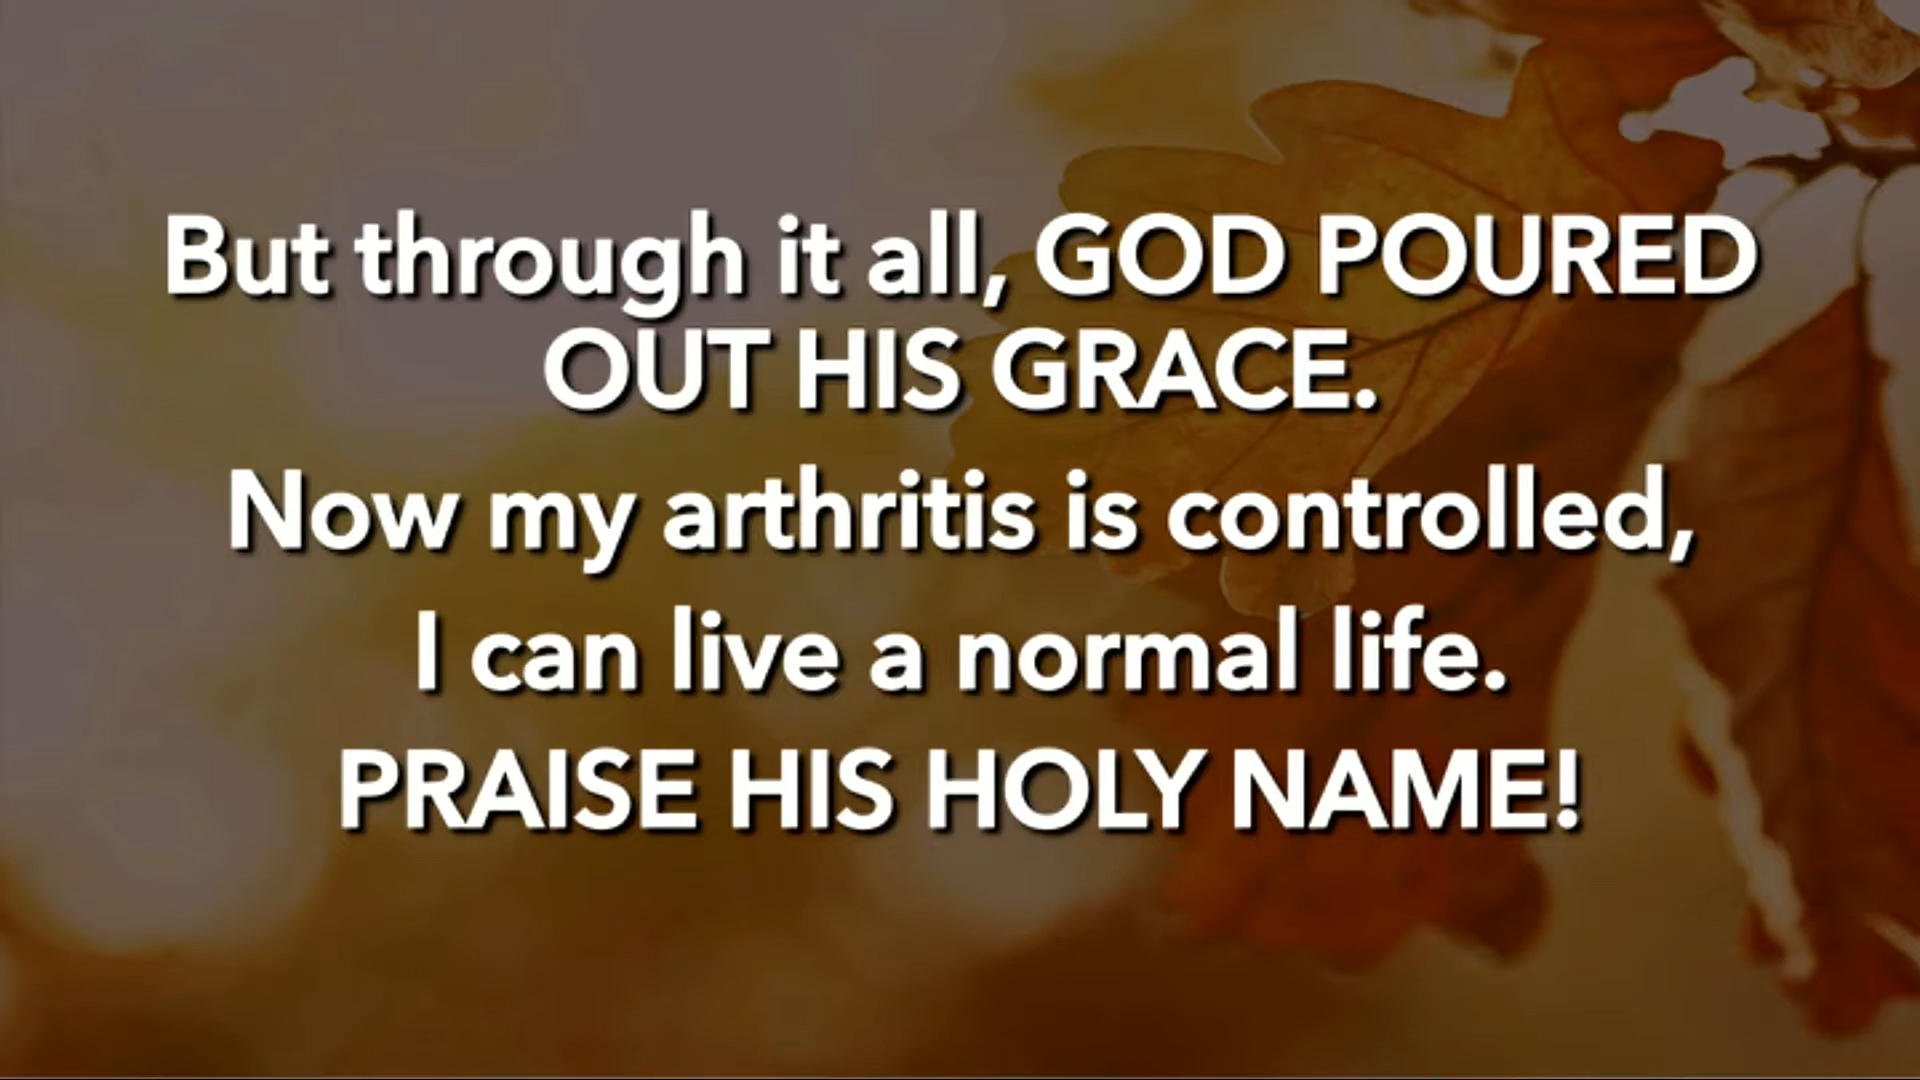 But through it all, GOD POURED
OUT HIS GRACE.
Now my arthritis is controlled,
I can live a normal life.
PRAISE HIS HOLY NAME!